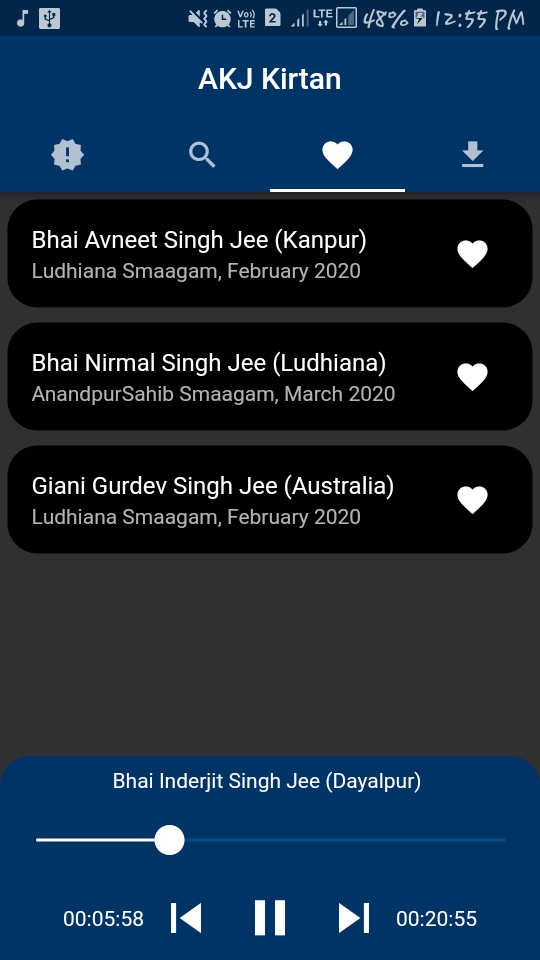 Vo)) LTE 2 LTE 48% 12:55 PM
AKJ Kirtan
Bhai Avneet Singh Jee (Kanpur)
Ludhiana Smaagam, February 2020
Bhai Nirmal Singh Jee (Ludhiana)
AnandpurSahib Smaagam, March 2020
Giani Gurdev Singh Jee (Australia)
Ludhiana Smaagam, February 2020
Bhai Inderjit Singh Jee (Dayalpur)
00:05:58 00:20:55